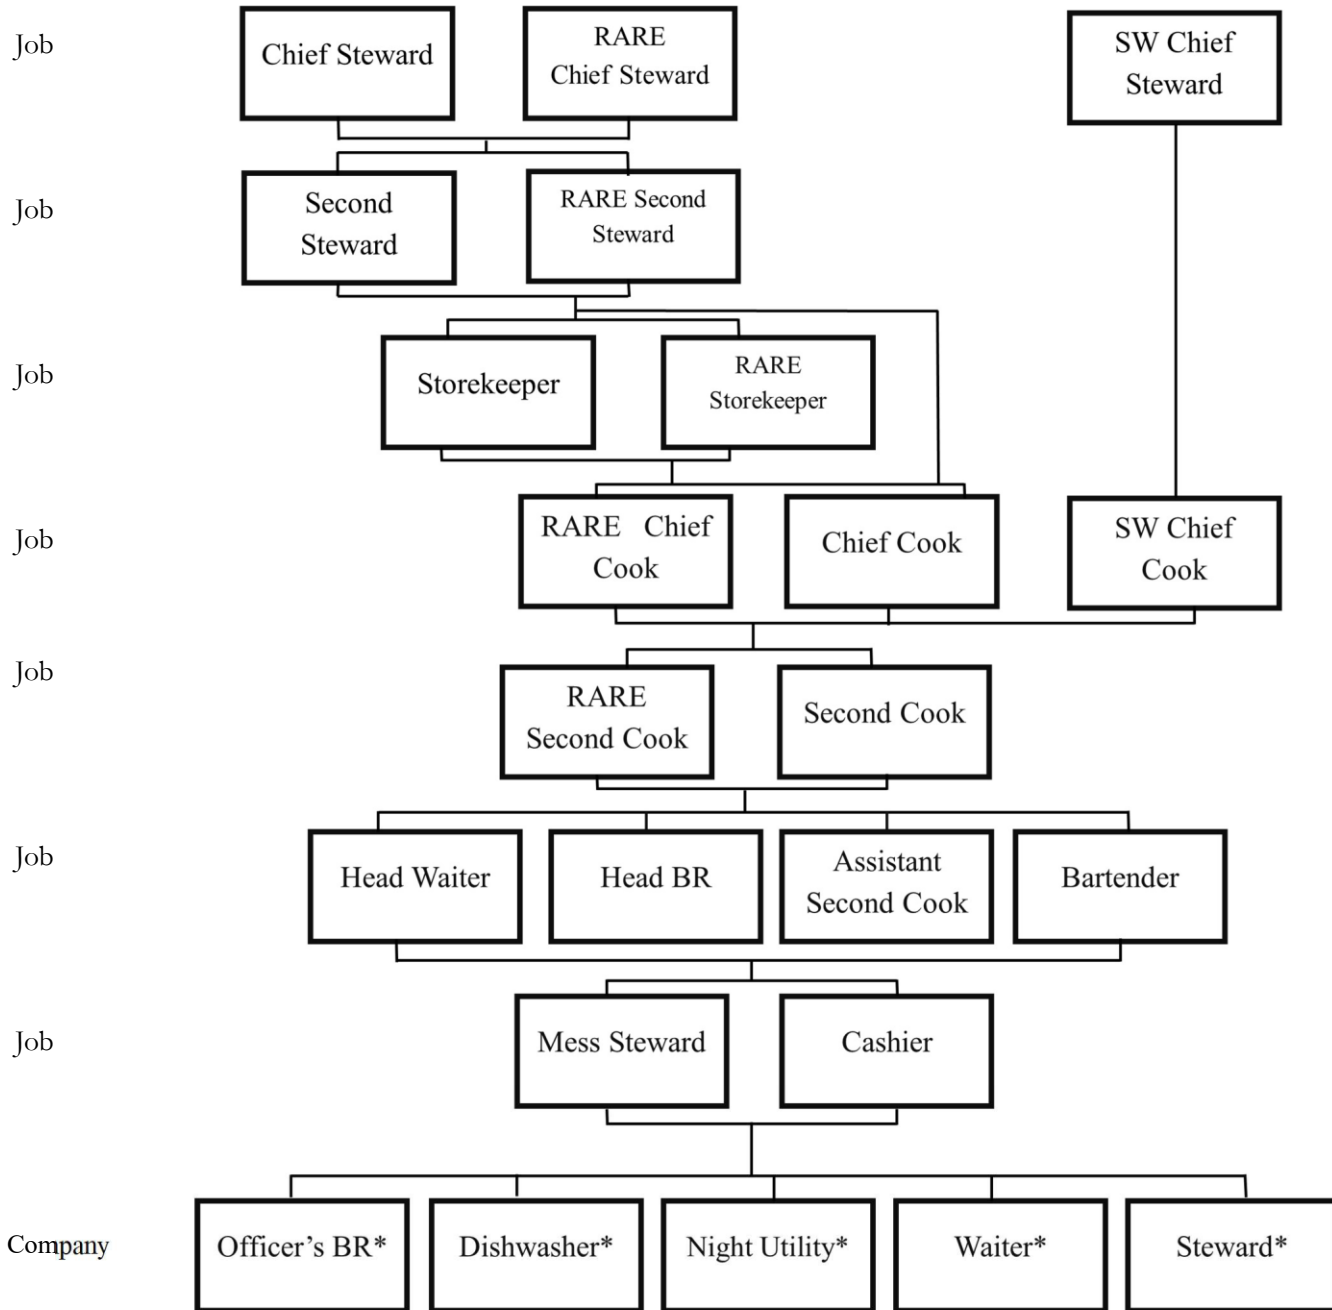 Job
Chief Steward
RARE
Chief Steward
SW Chief
Steward
Job
Second
Steward
RARE Second
Steward
Job
Storekeeper
RARE
Storekeeper
Job
RARE Chief
Cook
Chief Cook
SW Chief
Cook
Job
RARE
Second Cook
Second Cook
Job
Head Waiter
Head BR
Assistant
Second Cook
Bartender
Job
Mess Steward
Cashier
Company
Officer’s BR*
Dishwasher*
Night Utility*
Waiter*
Steward*